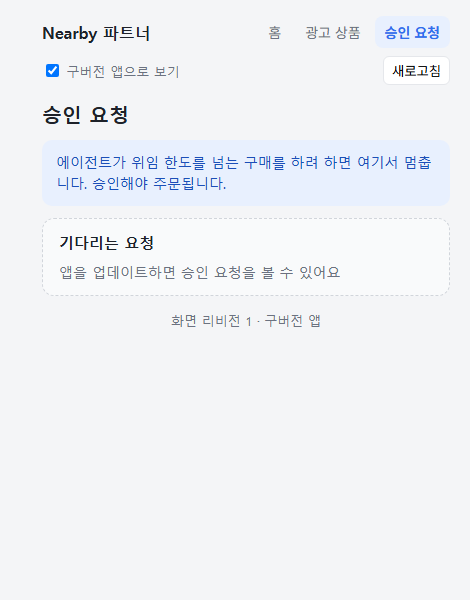 Nearby 파트너
홈
광고 상품
승인 요청
구버전 앱으로 보기
새로고침
승인 요청
에이전트가 위임 한도를 넘는 구매를 하려 하면 여기서 멈춥
니다. 승인해야 주문됩니다.
기다리는 요청
앱을 업데이트하면 승인 요청을 볼 수 있어요
화면 리비전 1 · 구버전 앱